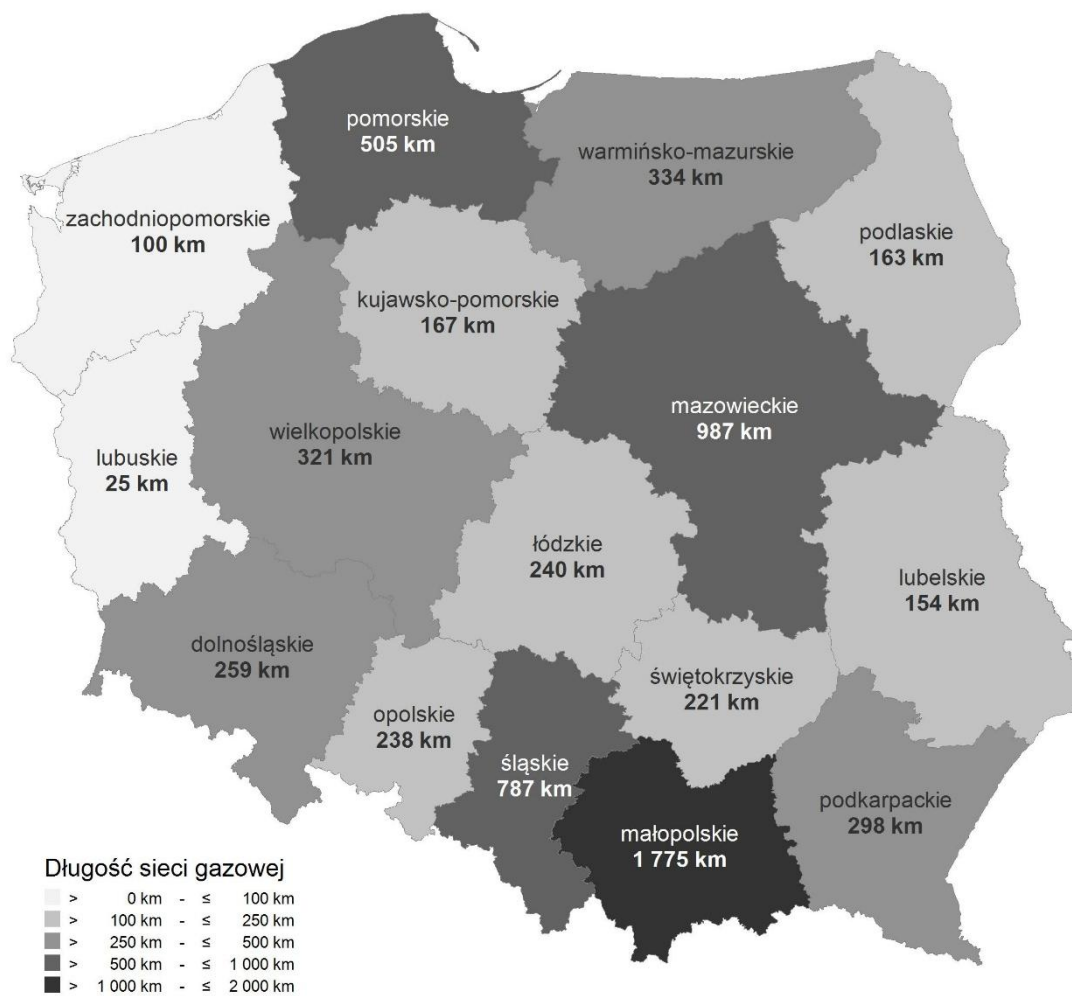 pomorskie
505 km
warmińsko-mazurskie
334 km
zachodniopomorskie
100 km
podlaskie
163 km
kujawsko-pomorskie
167 km
mazowieckie
987 km
wielkopolskie
321 km
lubuskie
25 km
łódzkie
240 km
lubelskie
154 km
dolnośląskie
259 km
świętokrzyskie
221 km
opolskie
238 km
śląskie
787 km
podkarpackie
298 km
małopolskie
1 775 km
Długość sieci gazowej
> 0 km - ≤ 100 km
> 100 km - ≤ 250 km
> 250 km - ≤ 500 km
> 500 km - ≤ 1 000 km
> 1 000 km - ≤ 2 000 km